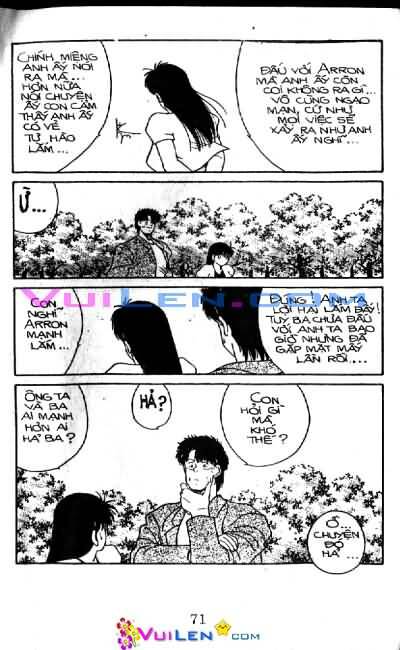 CHÍNH MIỆNG
ANH ẤY NÓI
RA MÀ...
HƠN NỮA
NÓI CHUYỆN
ẤY CON CẢM
THẤY ANH ẤY
CÓ VẺ
TỰ HÀO
LẮM...
ĐẤU VỚI ARRON
MÀ ANH ẤY CÒN
COI KHÔNG RA GÌ...
VÔ CÙNG NGẠO
MẠN, CỨ NHƯ
MỌI VIỆC SẼ
XẢY RA NHƯ ANH
ẤY NGHĨ...
Ừ...
CON
NGHĨ
ARRON
MẠNH
LẮM...
ĐÚNG! ANH TA
LỢI HẠI LẮM ĐẤY!
TUY BA CHƯA ĐẤU
VỚI ANH TA BAO
GIỜ NHƯNG ĐÃ
GẶP MẶT MẤY
LẦN RỒI...
VUILEN.COM
ÔNG TA
VÀ BA
AI MẠNH
HƠN AI
HẢ BA?
HẢ?
CON
HỎI GÌ
MÀ
KHÓ
THẾ?
Ồ...
CHUYỆN
ĐÓ
HẢ...
71
VUILEN.COM